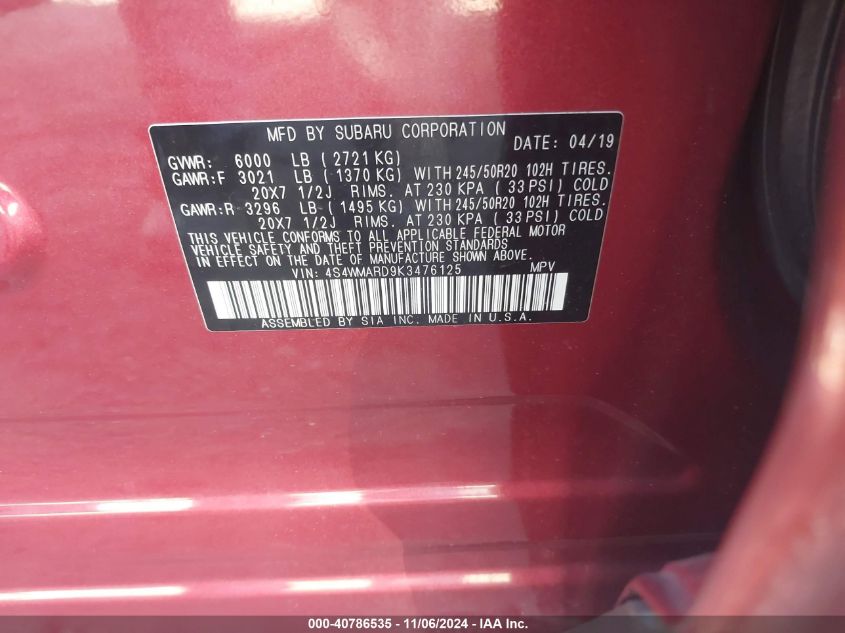 MFD BY SUBARU CORPORATION
DATE: 04/19
GVWR: 6000 LB ( 2721 KG)
GAWR:F 3021 LB ( 1370 KG) WITH 245/50R20 102H TIRES.
20X7 1/2J RIMS. AT 230 KPA ( 33 PSI) COLD
GAWR:R 3296 LB ( 1495 KG) WITH 245/50R20 102H TIRES.
20X7 1/2J RIMS. AT 230 KPA ( 33 PSI) COLD
THIS VEHICLE CONFORMS TO ALL APPLICABLE FEDERAL MOTOR
VEHICLE SAFETY AND THEFT PREVENTION STANDARDS
IN EFFECT ON THE DATE OF MANUFACTURE SHOWN ABOVE.
VIN: 4S4WMARD9K3476125 MPV
ASSEMBLED BY SIA INC. MADE IN U.S.A.
000-40786535 - 11/06/2024 - IAA Inc.